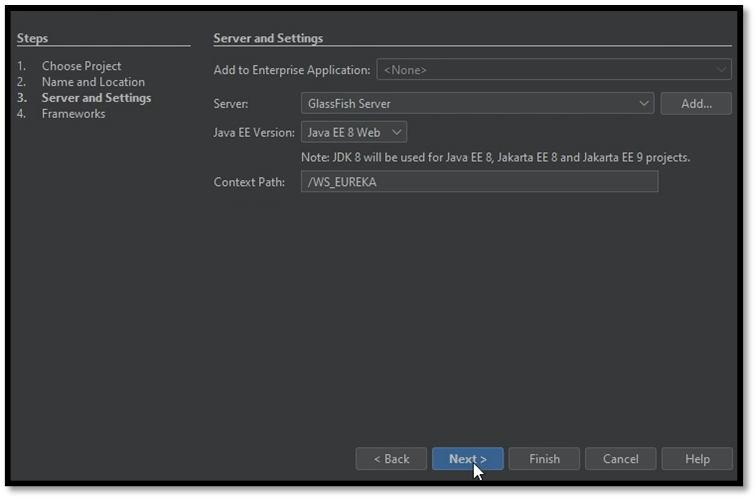 Steps
1. Choose Project
2. Name and Location
3. Server and Settings
4. Frameworks
Server and Settings
Add to Enterprise Application: <None>
Server: GlassFish Server Add...
Java EE Version: Java EE 8 Web
Note: JDK 8 will be used for Java EE 8, Jakarta EE 8 and Jakarta EE 9 projects.
Context Path: /WS_EUREKA
< Back Next > Finish Cancel Help